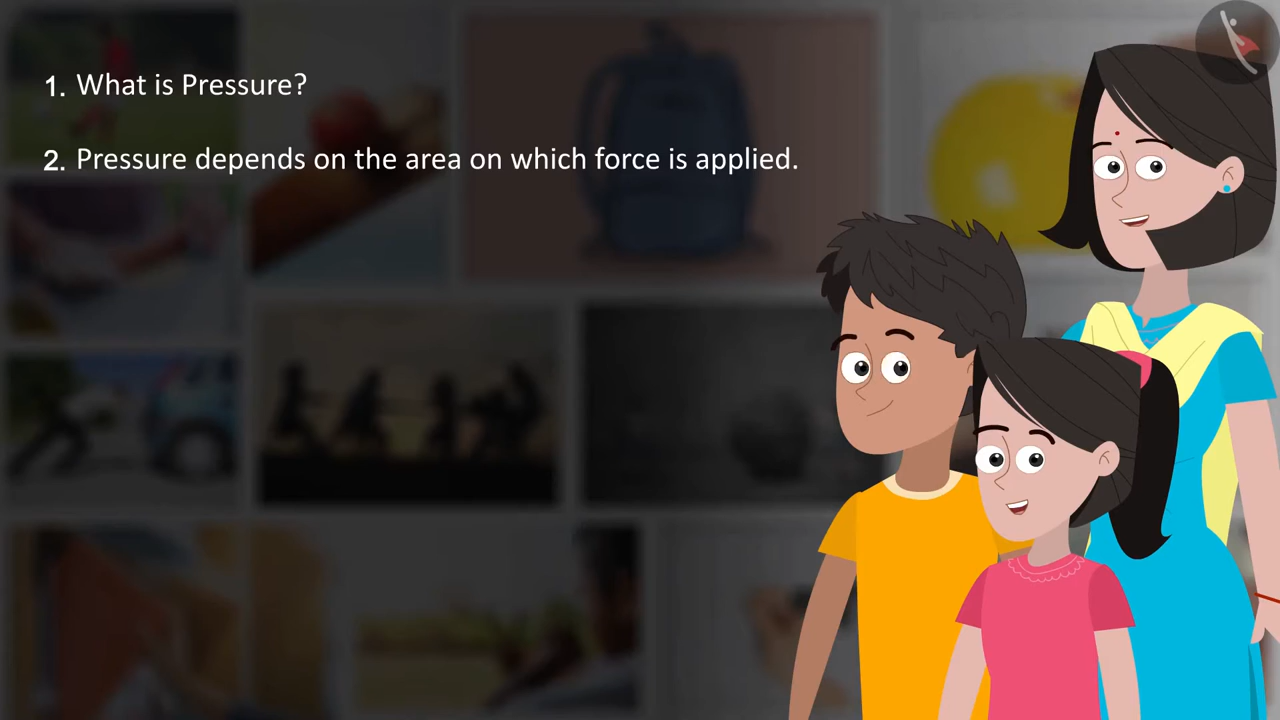 1. What is Pressure?
2. Pressure depends on the area on which force is applied.